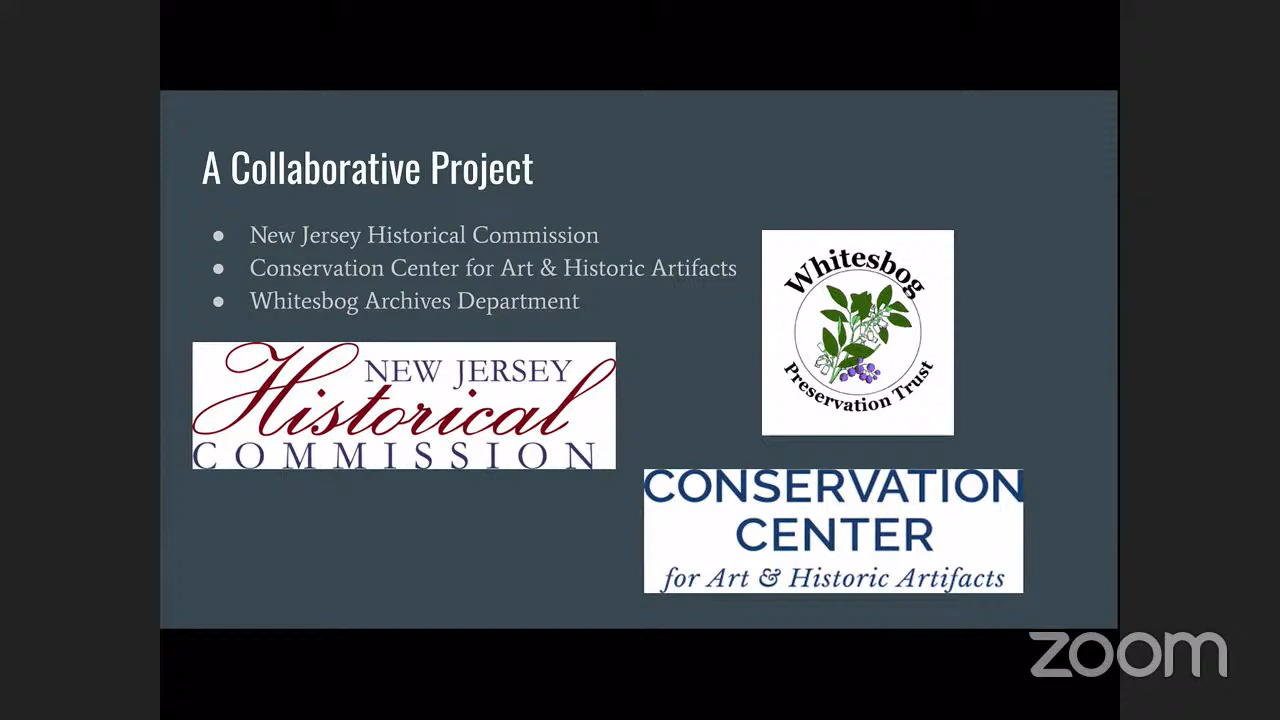 A Collaborative Project
● New Jersey Historical Commission
● Conservation Center for Art & Historic Artifacts
● Whitesbog Archives Department
Whitesbog
Preservation Trust
NEW JERSEY
Historical
COMMISSION
CONSERVATION
CENTER
for Art & Historic Artifacts
zoom